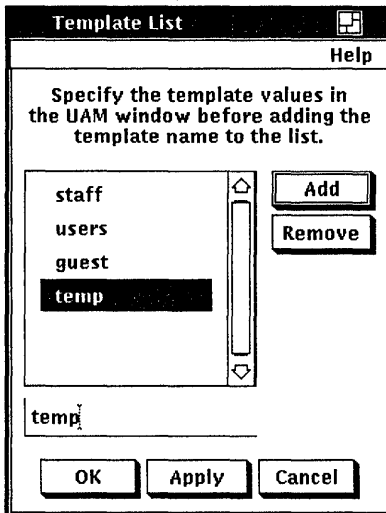 Template List
Help
Specify the template values in
the UAM window before adding the
template name to the list.
staff
Add
users
Remove
guest
temp
temp
OK Apply Cancel